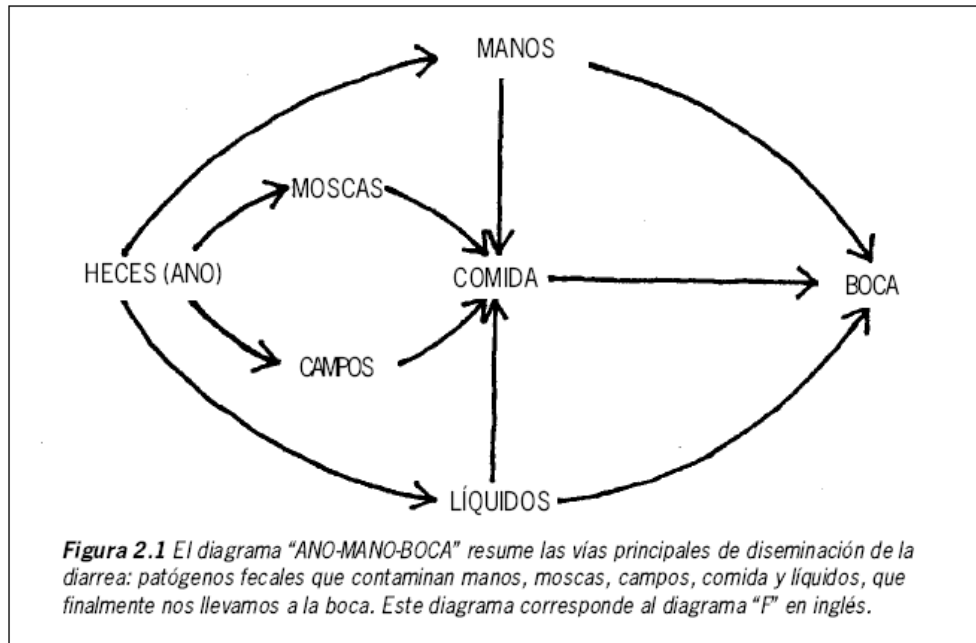 MANOS
MOSCAS
HECES (ANO)
COMIDA
BOCA
CAMPOS
LÍQUIDOS
Figura 2.1 El diagrama “ANO-MANO-BOCA” resume las vías principales de diseminación de la
diarrea: patógenos fecales que contaminan manos, moscas, campos, comida y líquidos, que
finalmente nos llevamos a la boca. Este diagrama corresponde al diagrama “F” en inglés.